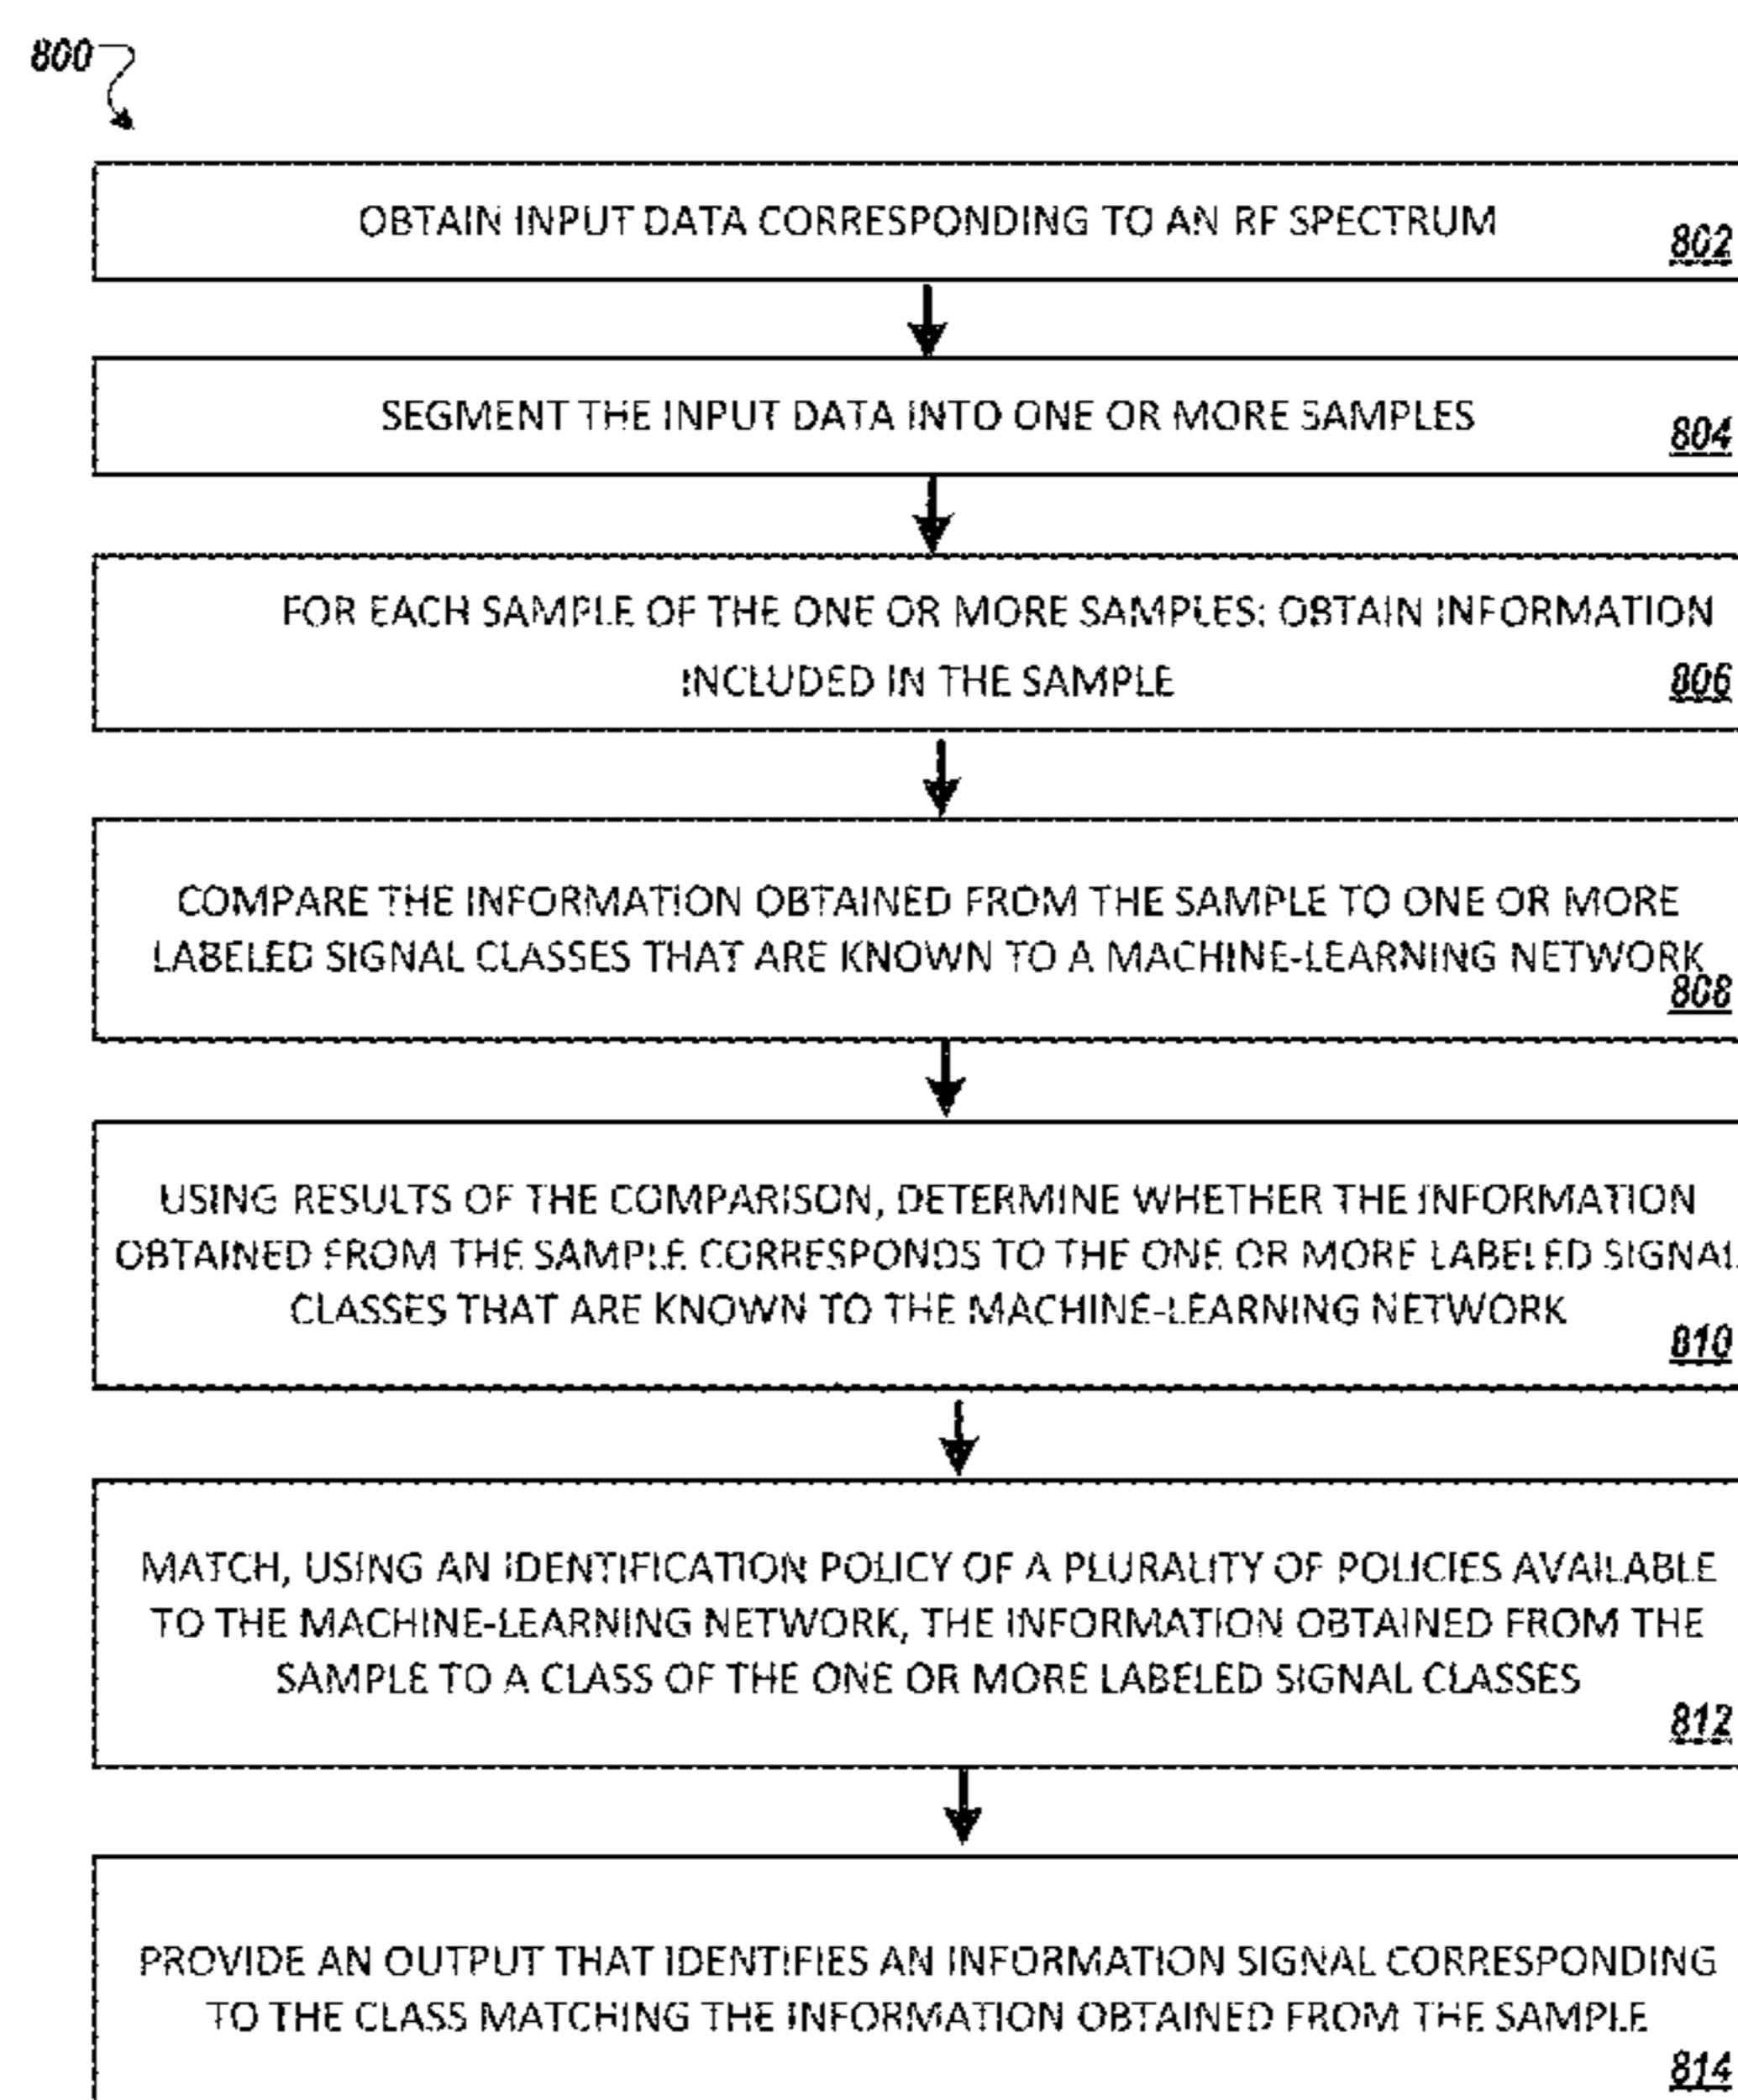 800
OBTAIN INPUT DATA CORRESPONDING TO AN RF SPECTRUM
802
SEGMENT THE INPUT DATA INTO ONE OR MORE SAMPLES
804
FOR EACH SAMPLE OF THE ONE OR MORE SAMPLES: OBTAIN INFORMATION
INCLUDED IN THE SAMPLE
806
COMPARE THE INFORMATION OBTAINED FROM THE SAMPLE TO ONE OR MORE
LABELED SIGNAL CLASSES THAT ARE KNOWN TO A MACHINE-LEARNING NETWORK
808
USING RESULTS OF THE COMPARISON, DETERMINE WHETHER THE INFORMATION
OBTAINED FROM THE SAMPLE CORRESPONDS TO THE ONE OR MORE LABELED SIGNAL
CLASSES THAT ARE KNOWN TO THE MACHINE-LEARNING NETWORK
810
MATCH, USING AN IDENTIFICATION POLICY OF A PLURALITY OF POLICIES AVAILABLE
TO THE MACHINE-LEARNING NETWORK, THE INFORMATION OBTAINED FROM THE
SAMPLE TO A CLASS OF THE ONE OR MORE LABELED SIGNAL CLASSES
812
PROVIDE AN OUTPUT THAT IDENTIFIES AN INFORMATION SIGNAL CORRESPONDING
TO THE CLASS MATCHING THE INFORMATION OBTAINED FROM THE SAMPLE
814